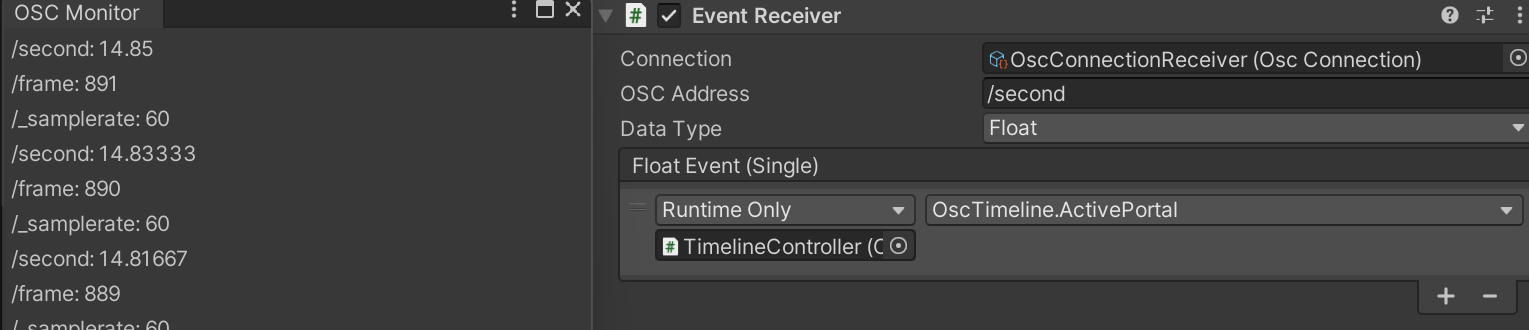 OSC Monitor
/second: 14.85
/frame: 891
/_samplerate: 60
/second: 14.83333
/frame: 890
/_samplerate: 60
/second: 14.81667
/frame: 889
/_samplerate: 60
Event Receiver
Connection
OscConnectionReceiver (Osc Connection)
OSC Address
/second
Data Type
Float
Float Event (Single)
Runtime Only
OscTimeline.ActivePortal
TimelineController (O